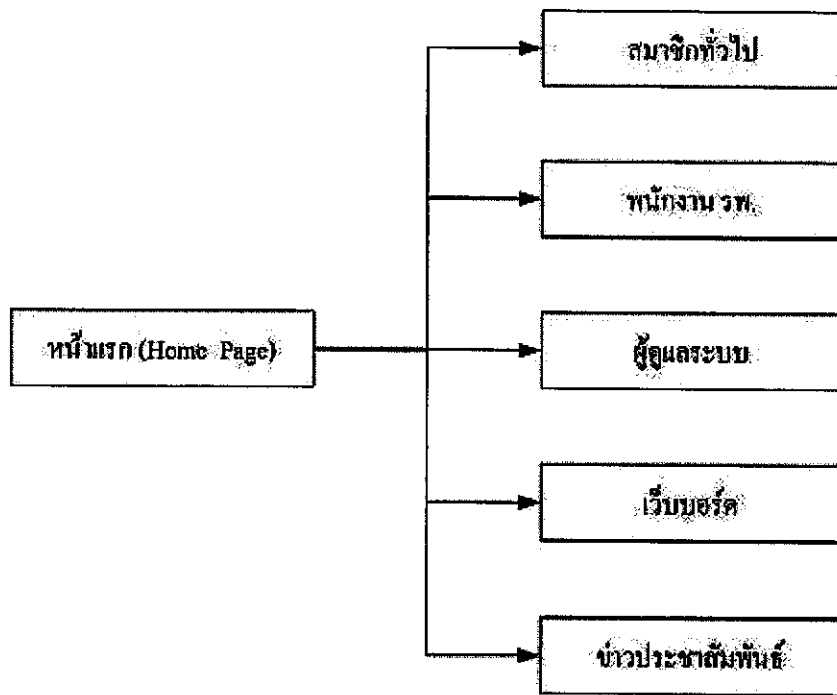 สมาชิกทั่วไป
พนักงาน รพ.
หน้าแรก (Home Page)
ผู้ดูแลระบบ
เว็บบอร์ด
ข่าวประชาสัมพันธ์